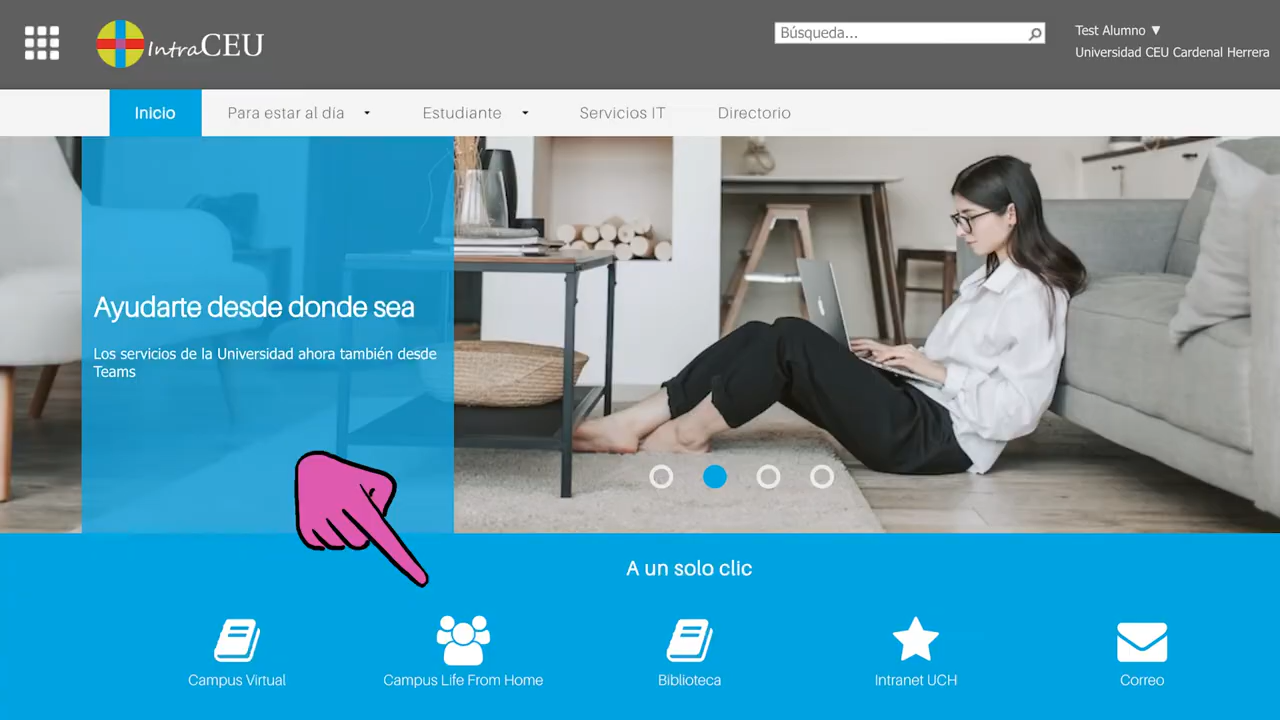 IntraCEU
Búsqueda...
Test Alumno ▼
Universidad CEU Cardenal Herrera
Inicio
Para estar al día
Estudiante
Servicios IT
Directorio
Ayudarte desde donde sea
Los servicios de la Universidad ahora también desde
Teams
A un solo clic
Campus Virtual
Campus Life From Home
Biblioteca
Intranet UCH
Correo